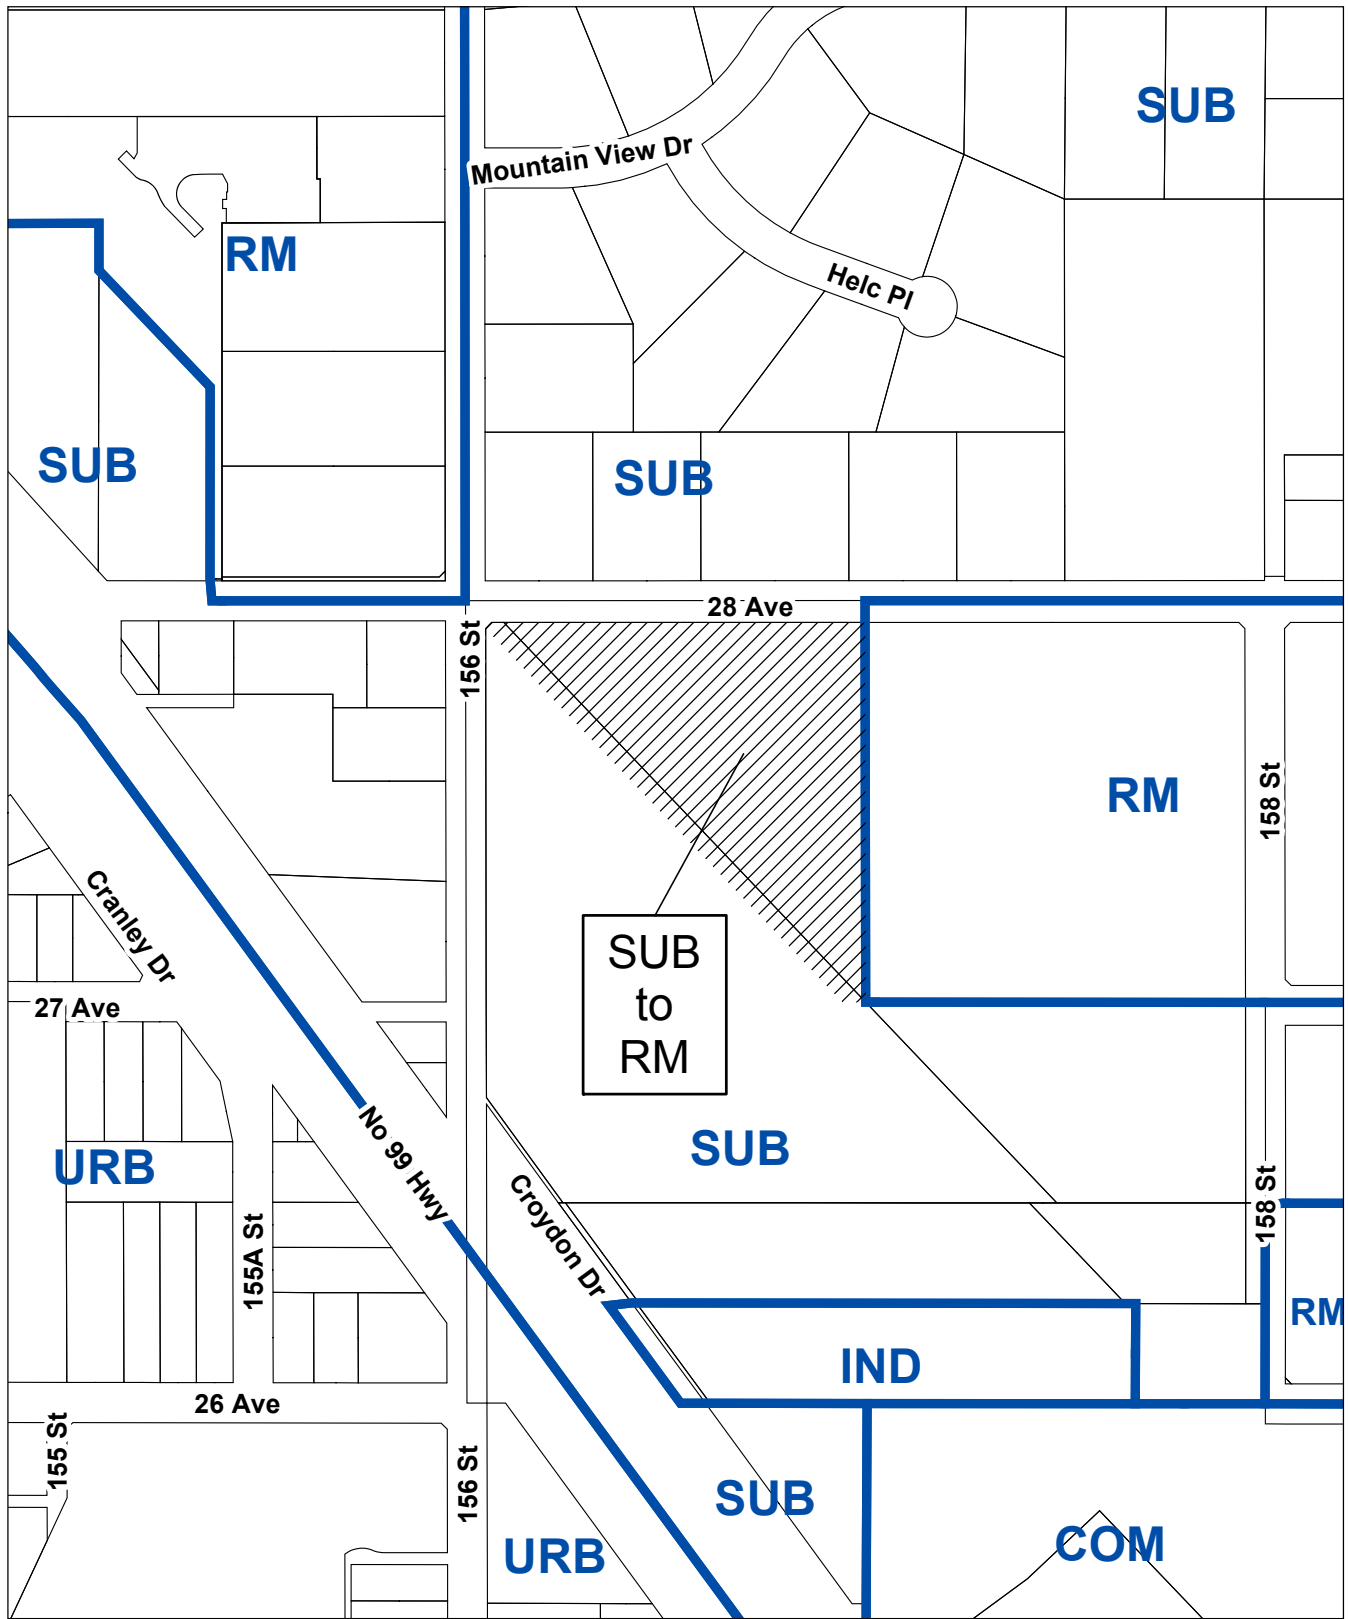 SUB
Mountain View Dr
RM
Helc Pl
SUB
SUB
28 Ave
156 St
RM
158 St
Cranley Dr
SUB
to
RM
27 Ave
No 99 Hwy
SUB
URB
Croydon Dr
158 St
155A St
RM
IND
26 Ave
155 St
156 St
SUB
COM
URB